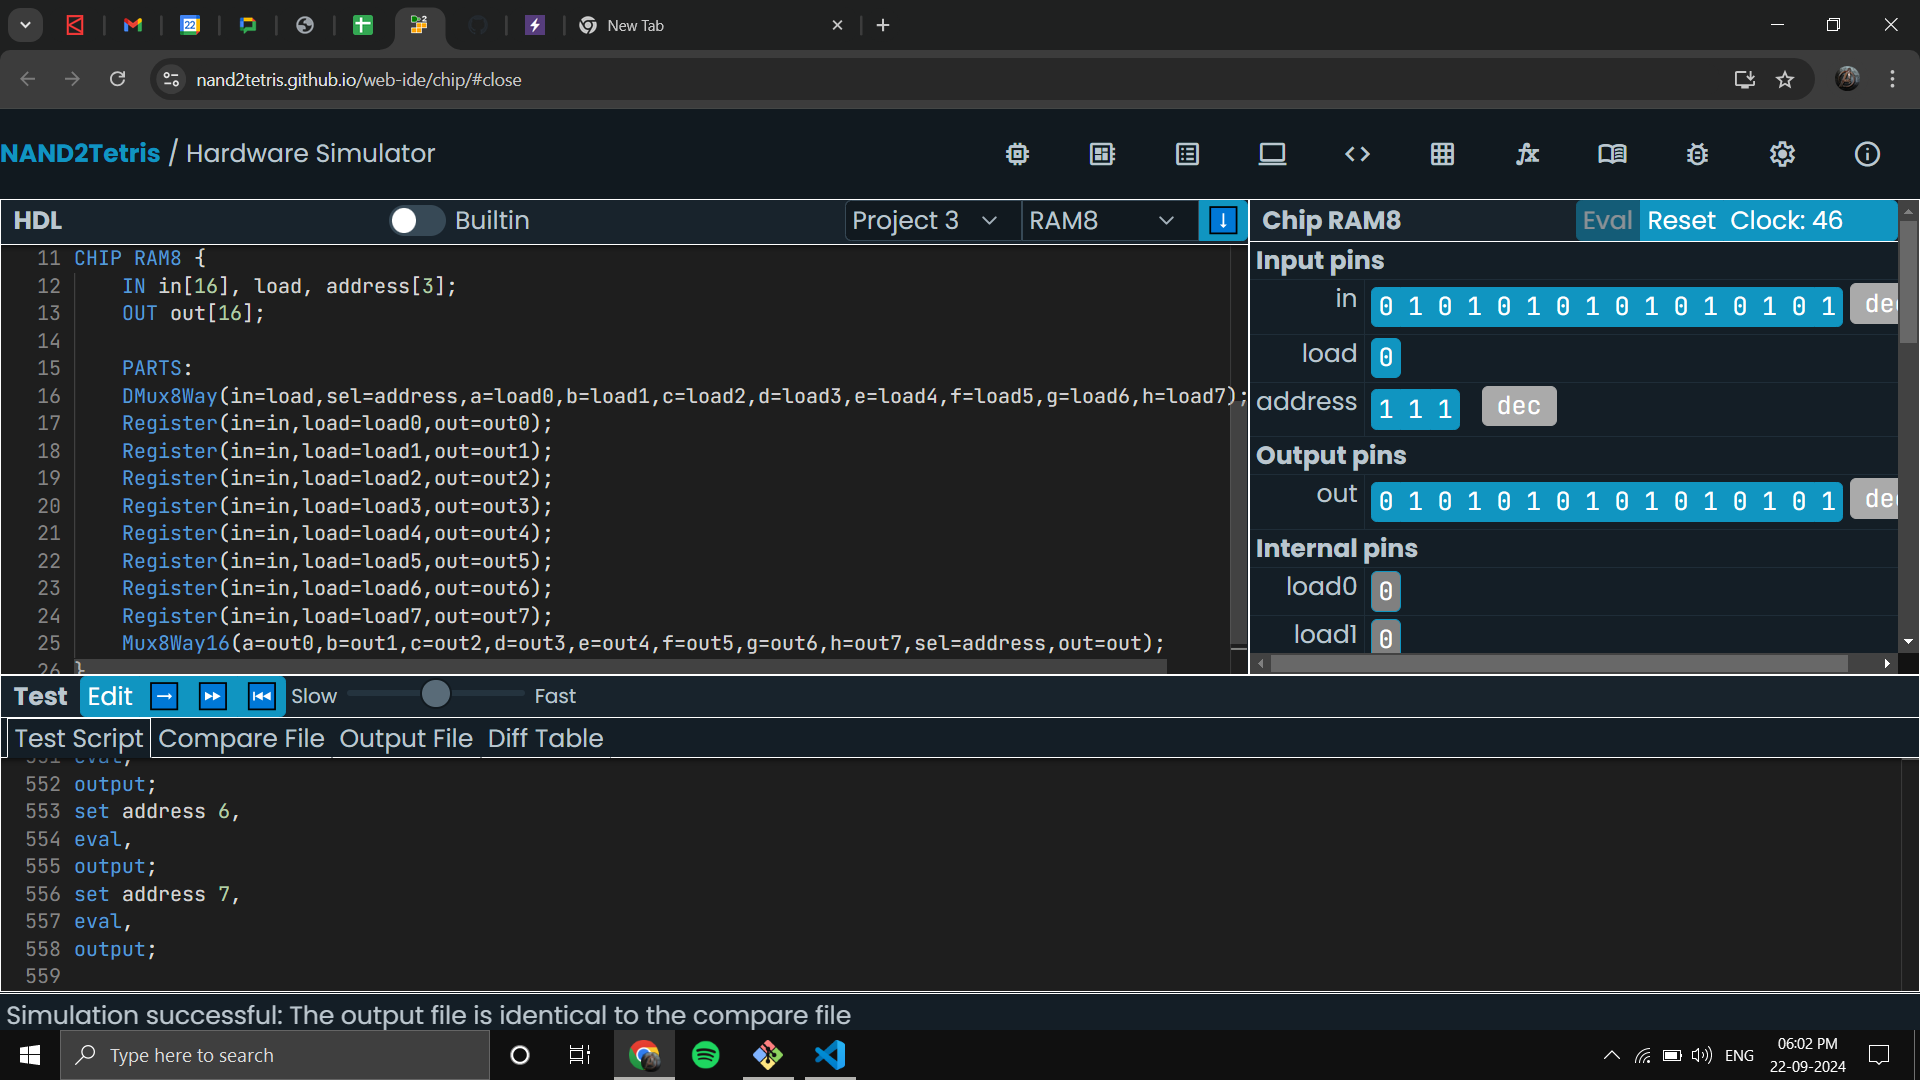 22
New Tab
nand2tetris.github.io/web-ide/chip/#close
NAND2Tetris / Hardware Simulator
HDL
Builtin
Project 3
RAM8
11 CHIP RAM8 {
12 IN in[16], load, address[3];
13 OUT out[16];
14
15 PARTS:
16 DMux8Way(in=load,sel=address,a=load0,b=load1,c=load2,d=load3,e=load4,f=load5,g=load6,h=load7);
17 Register(in=in,load=load0,out=out0);
18 Register(in=in,load=load1,out=out1);
19 Register(in=in,load=load2,out=out2);
20 Register(in=in,load=load3,out=out3);
21 Register(in=in,load=load4,out=out4);
22 Register(in=in,load=load5,out=out5);
23 Register(in=in,load=load6,out=out6);
24 Register(in=in,load=load7,out=out7);
25 Mux8Way16(a=out0,b=out1,c=out2,d=out3,e=out4,f=out5,g=out6,h=out7,sel=address,out=out);
26 }
Chip RAM8
Eval Reset Clock: 46
Input pins
in 0 1 0 1 0 1 0 1 0 1 0 1 0 1 0 1 dec
load 0
address 1 1 1 dec
Output pins
out 0 1 0 1 0 1 0 1 0 1 0 1 0 1 0 1 dec
Internal pins
load0 0
load1 0
Test Edit Slow Fast
Test Script Compare File Output File Diff Table
551 eval,
552 output;
553 set address 6,
554 eval,
555 output;
556 set address 7,
557 eval,
558 output;
559
Simulation successful: The output file is identical to the compare file
Type here to search
ENG
06:02 PM
22-09-2024